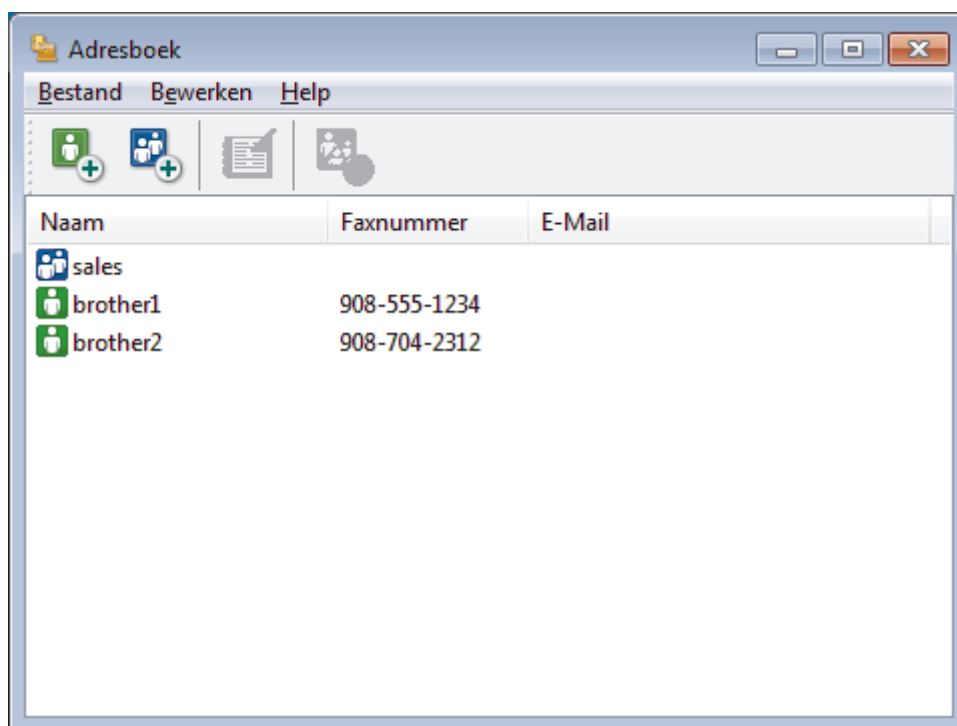 Adresboek
Bestand Bewerken Help
Naam Faxnummer E-Mail
sales
brother1 908-555-1234
brother2 908-704-2312